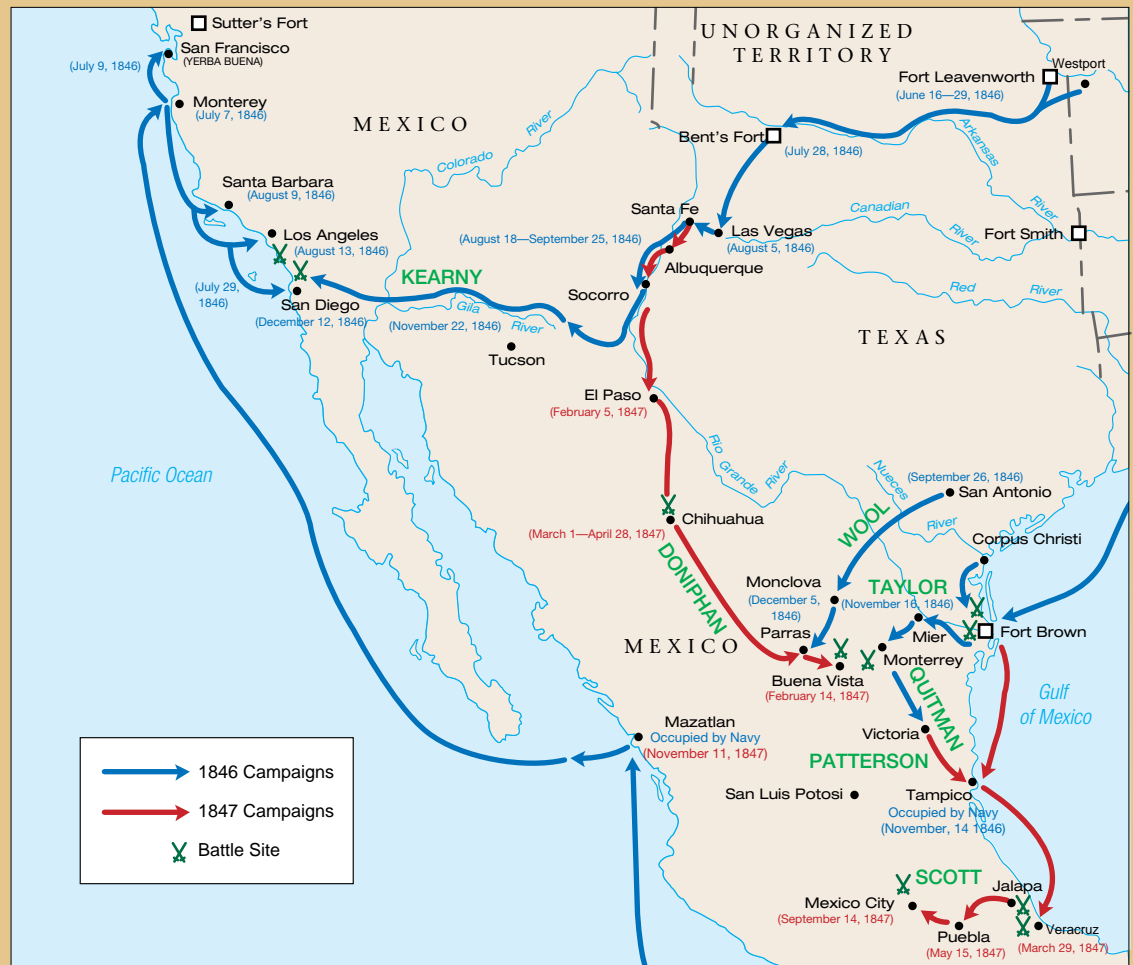 Sutter's Fort
San Francisco
(YERBA BUENA)
(July 9, 1846)
Monterey
(July 7, 1846)
MEXICO
UNORGANIZED
TERRITORY
Westport
Fort Leavenworth
(June 16—29, 1846)
Bent's Fort
(July 28, 1846)
Arkansas
River
Colorado
River
Santa Barbara
(August 9, 1846)
Santa Fe
Canadian
River
Fort Smith
Las Vegas
(August 5, 1846)
Los Angeles
(August 13, 1846)
(August 18—September 25, 1846)
Albuquerque
KEARNY
Socorro
Red
River
(July 29,
1846)
San Diego
(December 12, 1846)
Gila
River
(November 22, 1846)
Tucson
TEXAS
El Paso
(February 5, 1847)
Rio
Grande
River
Pacific Ocean
Nueces
River
(September 26, 1846)
San Antonio
Chihuahua
(March 1—April 28, 1847)
WOOL
Corpus Christi
DONIPHAN
Monclova
(December 5,
1846)
TAYLOR
(November 16, 1846)
Mier
Fort Brown
MEXICO
Parras
Monterrey
Buena Vista
(February 14, 1847)
QUITMAN
Gulf
of Mexico
Mazatlan
Occupied by Navy
(November 11, 1847)
Victoria
PATTERSON
San Luis Potosi
Tampico
Occupied by Navy
(November, 14 1846)
1846 Campaigns
1847 Campaigns
Battle Site
SCOTT
Jalapa
Mexico City
(September 14, 1847)
Puebla
(May 15, 1847)
Veracruz
(March 29, 1847)